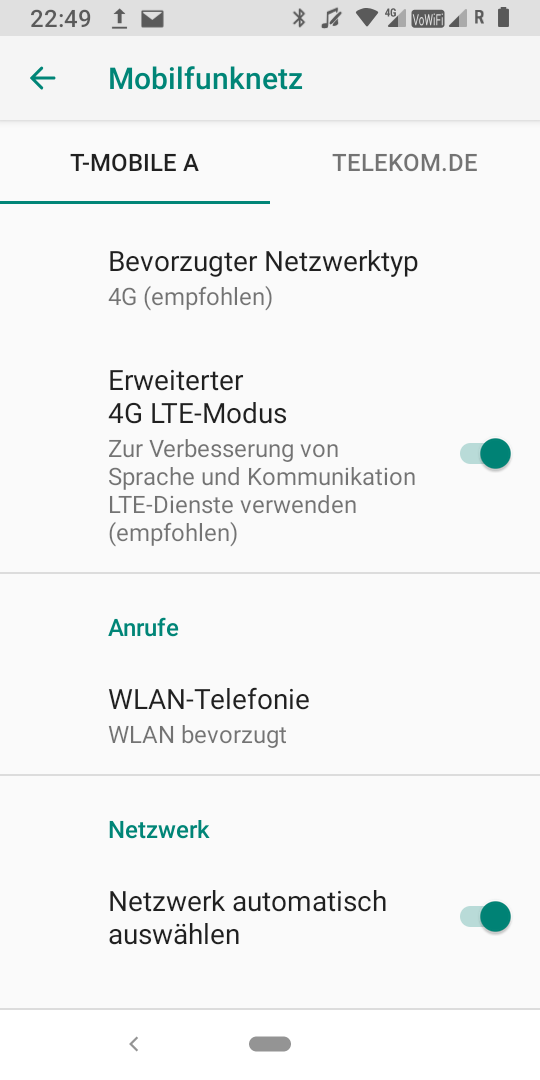 22:49 4G VoWiFi R
Mobilfunknetz
T-MOBILE A TELEKOM.DE
Bevorzugter Netzwerktyp
4G (empfohlen)
Erweiterter
4G LTE-Modus
Zur Verbesserung von
Sprache und Kommunikation
LTE-Dienste verwenden
(empfohlen)
Anrufe
WLAN-Telefonie
WLAN bevorzugt
Netzwerk
Netzwerk automatisch
auswählen